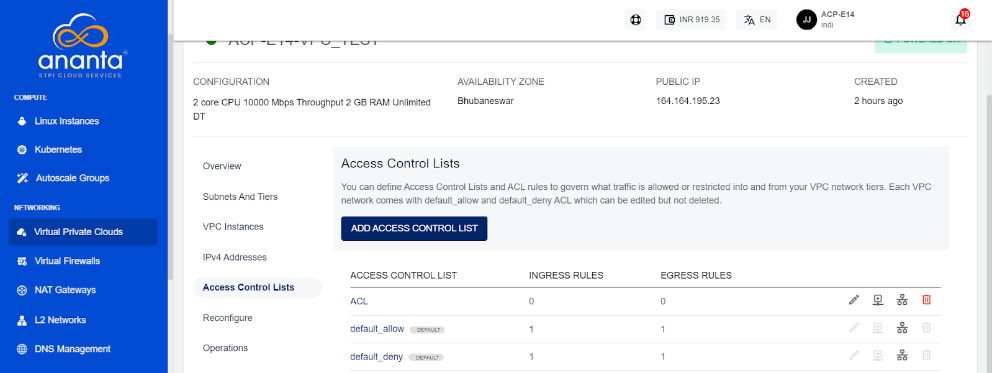 ananta
STPI CLOUD SERVICES
COMPUTE
Linux Instances
Kubernetes
Autoscale Groups
NETWORKING
Virtual Private Clouds
Virtual Firewalls
NAT Gateways
L2 Networks
DNS Management
INR 919.35
EN
JJ
ACP-E14
indi
16
ACP-E14-VPC_TEST
POWERED ON
CONFIGURATION
2 core CPU 10000 Mbps Throughput 2 GB RAM Unlimited
DT
AVAILABILITY ZONE
Bhubaneswar
PUBLIC IP
164.164.195.23
CREATED
2 hours ago
Overview
Subnets And Tiers
VPC Instances
IPv4 Addresses
Access Control Lists
Reconfigure
Operations
Access Control Lists
You can define Access Control Lists and ACL rules to govern what traffic is allowed or restricted into and from your VPC network tiers. Each VPC
network comes with default_allow and default_deny ACL which can be edited but not deleted.
ADD ACCESS CONTROL LIST
ACCESS CONTROL LIST INGRESS RULES EGRESS RULES
ACL 0 0
default_allow DEFAULT 1 1
default_deny DEFAULT 1 1